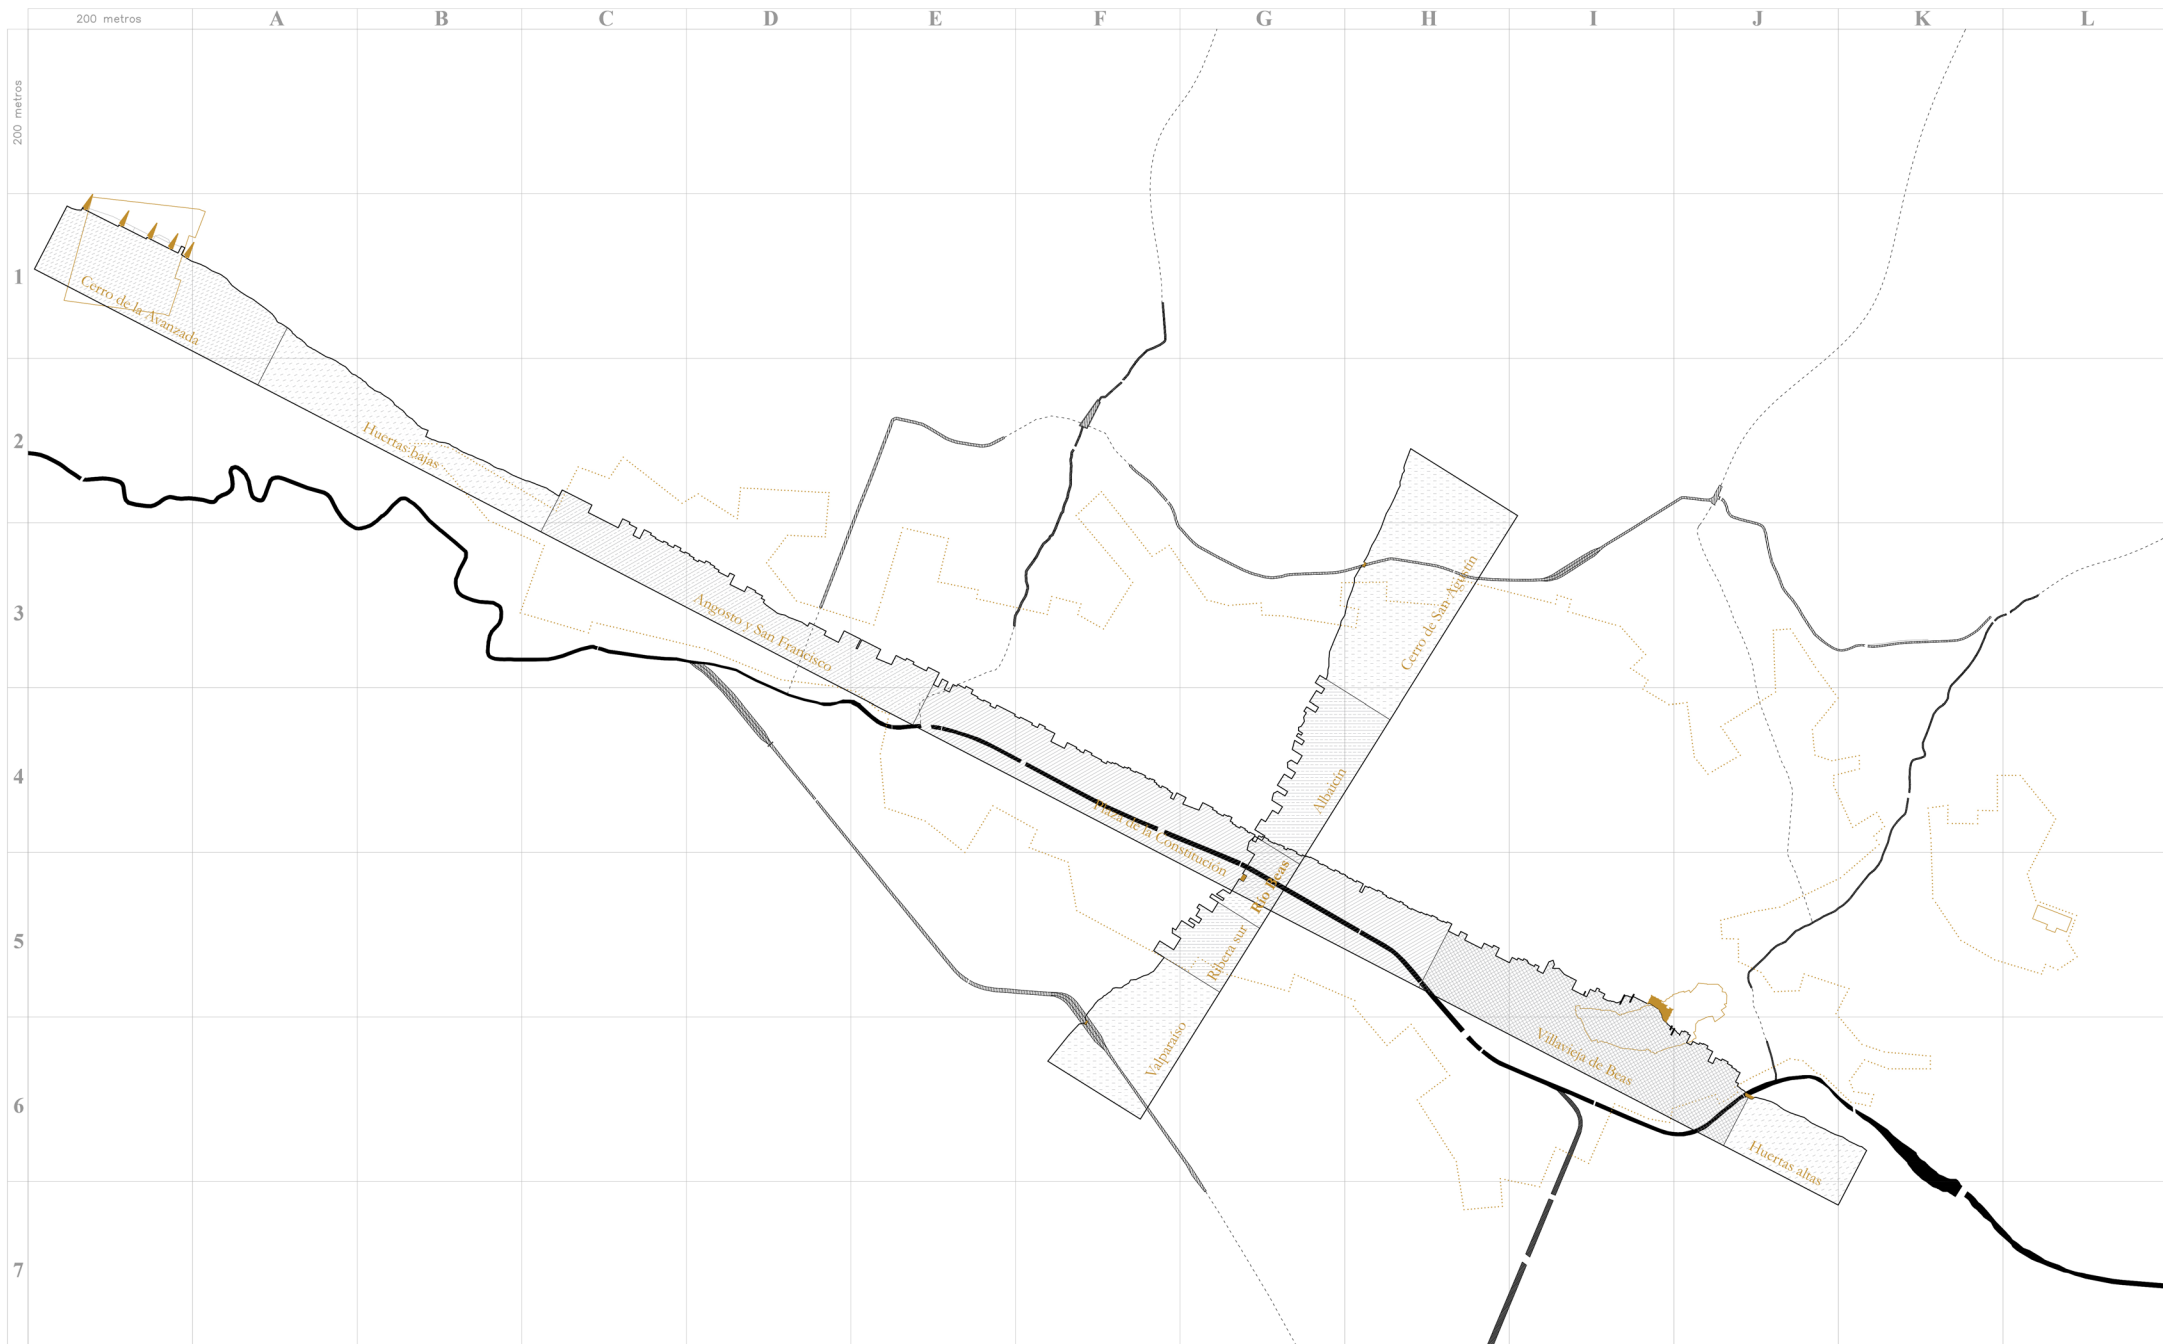 200 metros
A
B
C
D
E
F
G
H
I
J
K
L
200 metros
1
Cerro de la Avanzada
2
Huertas bajas
3
Angosto y San Francisco
Cerro de San Agustín
4
Albaicín
Plaza de la Constitución
Río Beas
5
Ribera sur
Valparaíso
Villavieja de Beas
6
Huertas altas
7